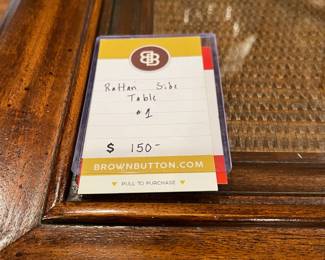 BB
Rattan Side
Table
#1
$ 150-
BROWNBUTTON.COM
PULL TO PURCHASE